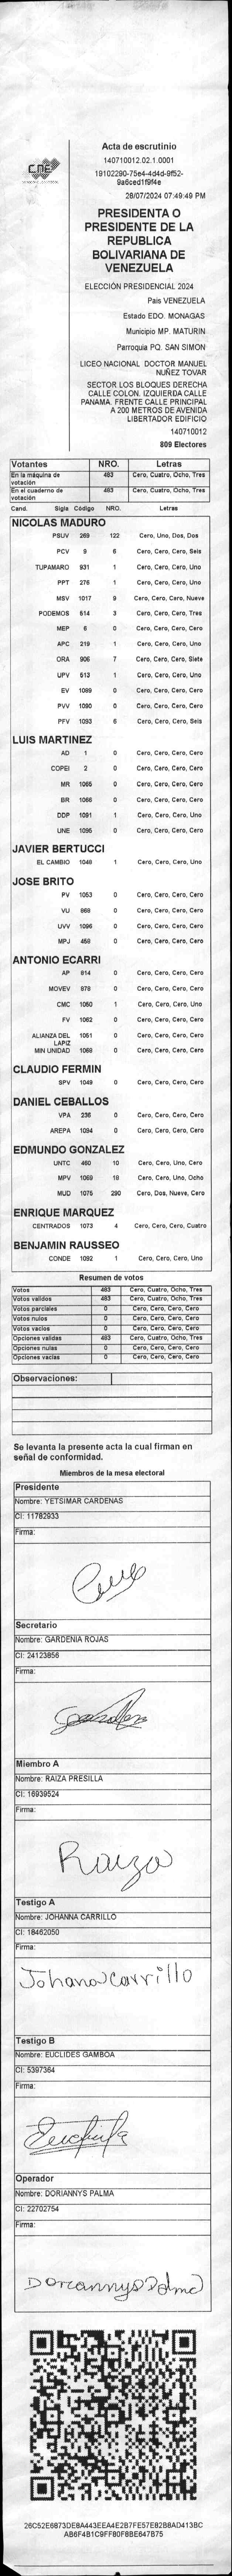 CNE
Acta de escrutinio
140710012.02.1.0001
19102290-75e4-4d4d-9f52-
9a6ced1f9f4e
28/07/2024 07:49:49 PM
PRESIDENTA O
PRESIDENTE DE LA
REPUBLICA
BOLIVARIANA DE
VENEZUELA
ELECCIÓN PRESIDENCIAL 2024
Pais VENEZUELA
Estado EDO. MONAGAS
Municipio MP. MATURIN
Parroquia PQ. SAN SIMON
LICEO NACIONAL DOCTOR MANUEL
NUÑEZ TOVAR
SECTOR LOS BLOQUES DERECHA
CALLE COLON. IZQUIERDA CALLE
PANAMA. FRENTE CALLE PRINCIPAL
A 200 METROS DE AVENIDA
LIBERTADOR EDIFICIO
140710012
809 Electores
Votantes NRO. Letras
En la máquina de votación 483 Cero, Cuatro, Ocho, Tres
En el cuaderno de votación 483 Cero, Cuatro, Ocho, Tres
Cand. Sigla Código NRO. Letras
NICOLAS MADURO
PSUV 269 122 Cero, Uno, Dos, Dos
PCV 9 6 Cero, Cero, Cero, Seis
TUPAMARO 931 1 Cero, Cero, Cero, Uno
PPT 276 1 Cero, Cero, Cero, Uno
MSV 1017 9 Cero, Cero, Cero, Nueve
PODEMOS 514 3 Cero, Cero, Cero, Tres
MEP 6 0 Cero, Cero, Cero, Cero
APC 219 1 Cero, Cero, Cero, Uno
ORA 906 7 Cero, Cero, Cero, Siete
UPV 513 1 Cero, Cero, Cero, Uno
EV 1089 0 Cero, Cero, Cero, Cero
PVV 1090 0 Cero, Cero, Cero, Cero
PFV 1093 6 Cero, Cero, Cero, Seis
LUIS MARTINEZ
AD 1 0 Cero, Cero, Cero, Cero
COPEI 2 0 Cero, Cero, Cero, Cero
MR 1065 0 Cero, Cero, Cero, Cero
BR 1066 0 Cero, Cero, Cero, Cero
DDP 1091 1 Cero, Cero, Cero, Uno
UNE 1095 0 Cero, Cero, Cero, Cero
JAVIER BERTUCCI
EL CAMBIO 1048 1 Cero, Cero, Cero, Uno
JOSE BRITO
PV 1053 0 Cero, Cero, Cero, Cero
VU 868 0 Cero, Cero, Cero, Cero
UVV 1096 0 Cero, Cero, Cero, Cero
MPJ 458 0 Cero, Cero, Cero, Cero
ANTONIO ECARRI
AP 814 0 Cero, Cero, Cero, Cero
MOVEV 878 0 Cero, Cero, Cero, Cero
CMC 1050 1 Cero, Cero, Cero, Uno
FV 1062 0 Cero, Cero, Cero, Cero
ALIANZA DEL LAPIZ 1051 0 Cero, Cero, Cero, Cero
MIN UNIDAD 1068 0 Cero, Cero, Cero, Cero
CLAUDIO FERMIN
SPV 1049 0 Cero, Cero, Cero, Cero
DANIEL CEBALLOS
VPA 236 0 Cero, Cero, Cero, Cero
AREPA 1094 0 Cero, Cero, Cero, Cero
EDMUNDO GONZALEZ
UNTC 460 10 Cero, Cero, Uno, Cero
MPV 1069 18 Cero, Cero, Uno, Ocho
MUD 1075 290 Cero, Dos, Nueve, Cero
ENRIQUE MARQUEZ
CENTRADOS 1073 4 Cero, Cero, Cero, Cuatro
BENJAMIN RAUSSEO
CONDE 1092 1 Cero, Cero, Cero, Uno
Resumen de votos
Votos 483 Cero, Cuatro, Ocho, Tres
Votos validos 483 Cero, Cuatro, Ocho, Tres
Votos parciales 0 Cero, Cero, Cero, Cero
Votos nulos 0 Cero, Cero, Cero, Cero
Votos vacios 0 Cero, Cero, Cero, Cero
Opciones validas 483 Cero, Cuatro, Ocho, Tres
Opciones nulas 0 Cero, Cero, Cero, Cero
Opciones vacias 0 Cero, Cero, Cero, Cero
Observaciones:
Se levanta la presente acta la cual firman en
señal de conformidad.
Miembros de la mesa electoral
Presidente
Nombre: YETSIMAR CARDENAS
CI: 11782933
Firma:
Secretario
Nombre: GARDENIA ROJAS
CI: 24123856
Firma:
Miembro A
Nombre: RAIZA PRESILLA
CI: 16939524
Firma:
Raiza
Testigo A
Nombre: JOHANNA CARRILLO
CI: 18462050
Firma:
Johana Carrillo
Testigo B
Nombre: EUCLIDES GAMBOA
CI: 5397364
Firma:
Operador
Nombre: DORIANNYS PALMA
CI: 22702754
Firma:
Doriannys Palma
26C52E6873DE8A443EEA4E2B7FE57E82B8AD413BC
AB6F4B1C9FF80F8BE647B75